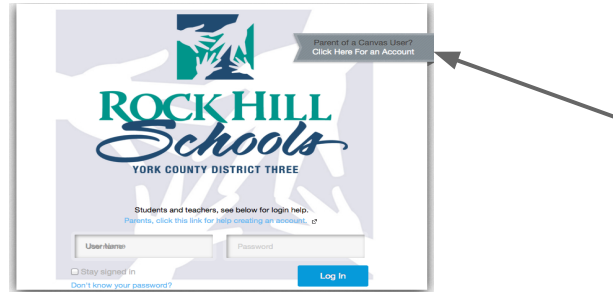 Parent of a Canvas User?
Click Here For an Account
ROCK HILL
Schools
YORK COUNTY DISTRICT THREE
Students and teachers, see below for login help.
Parents, click this link for help creating an account.
Password
Stay signed in
Log In
Don't know your password?